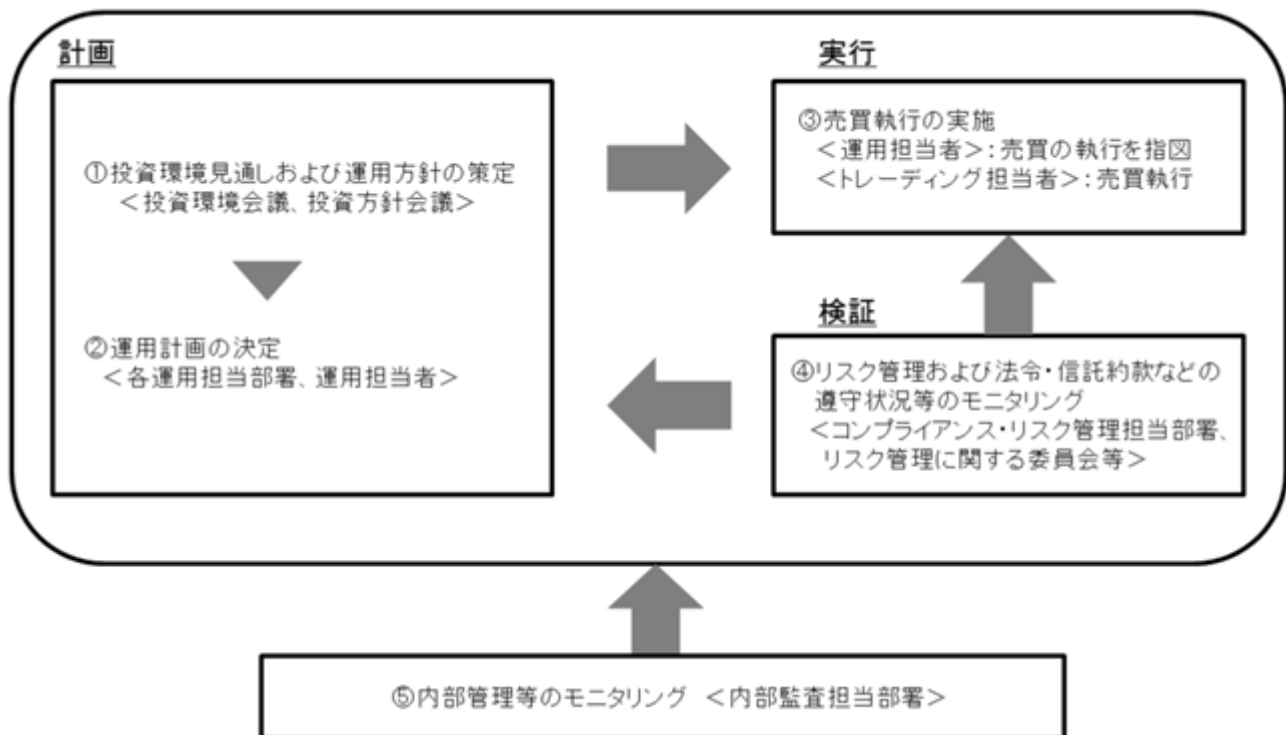 計画
①投資環境見通しおよび運用方針の策定
＜投資環境会議、投資方針会議＞
②運用計画の決定
＜各運用担当部署、運用担当者＞
実行
③売買執行の実施
＜運用担当者＞：売買の執行を指図
＜トレーディング担当者＞：売買執行
検証
④リスク管理および法令・信託約款などの
遵守状況等のモニタリング
＜コンプライアンス・リスク管理担当部署、
リスク管理に関する委員会等＞
⑤内部管理等のモニタリング ＜内部監査担当部署＞